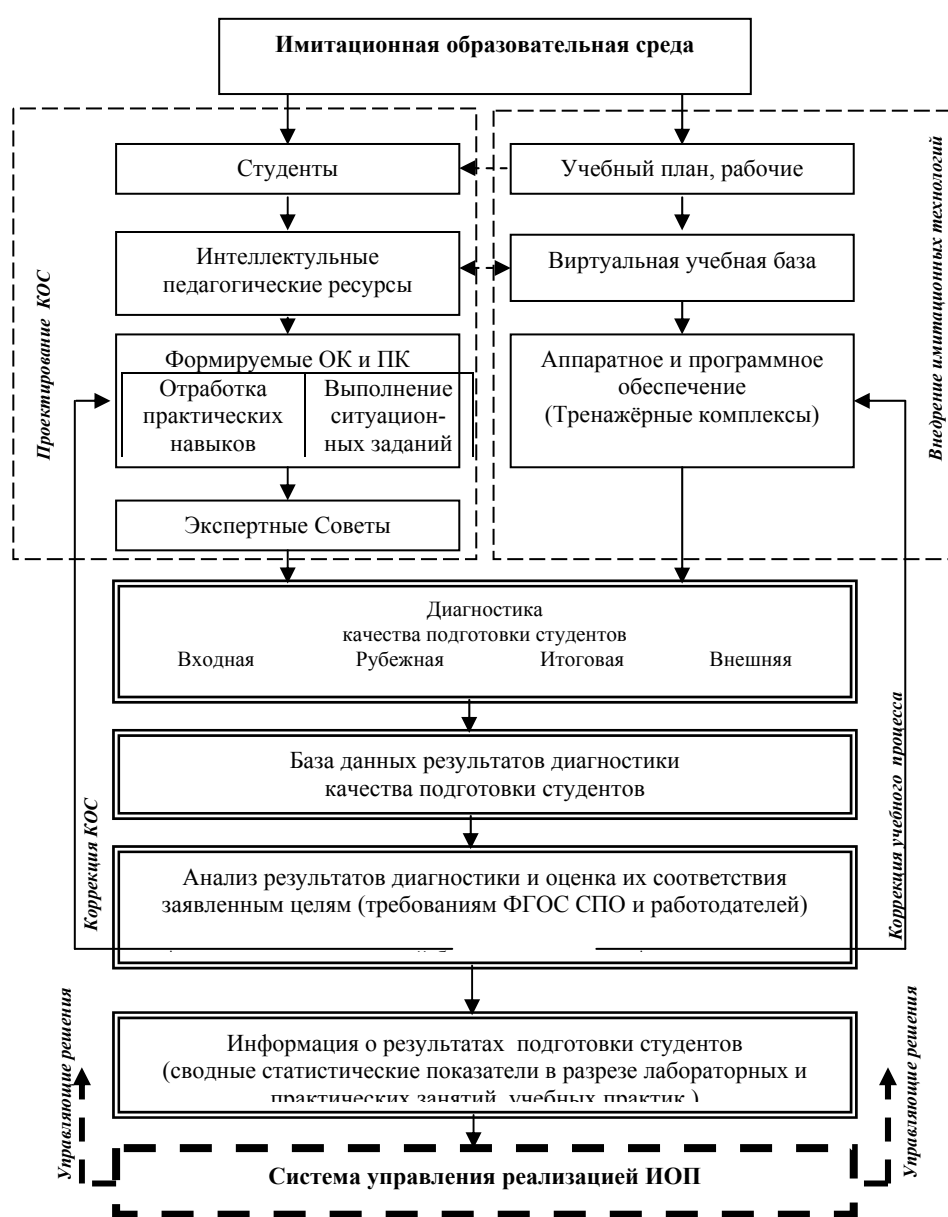 Имитационная образовательная среда
Студенты
Учебный план, рабочие
Интеллектульные
педагогические ресурсы
Виртуальная учебная база
Формируемые ОК и ПК
Отработка
практических
навыков
Выполнение
ситуацион-
ных заданий
Аппаратное и программное
обеспечение
(Тренажёрные комплексы)
Экспертные Советы
Проектирование КОС
Внедрение имитационных технологий
Диагностика
качества подготовки студентов
Входная Рубежная Итоговая Внешняя
База данных результатов диагностики
качества подготовки студентов
Анализ результатов диагностики и оценка их соответствия
заявленным целям (требованиям ФГОС СПО и работодателей)
Коррекция КОС
Коррекция учебного процесса
Информация о результатах подготовки студентов
(сводные статистические показатели в разрезе лабораторных и
практических занятий, учебных практик.)
Управляющие решения
Управляющие решения
Система управления реализацией ИОП